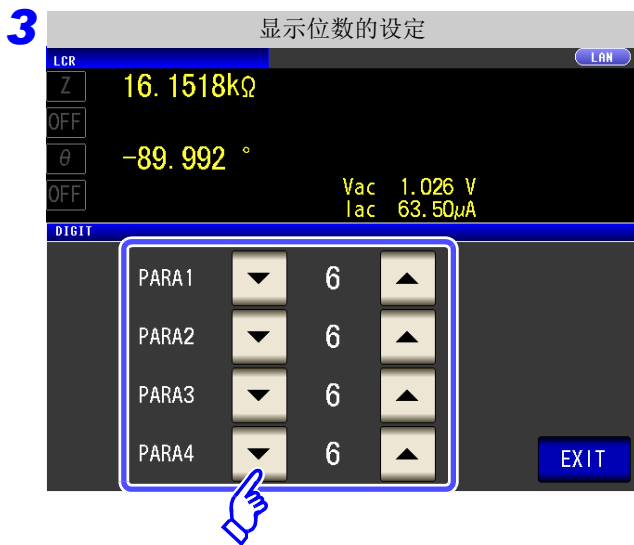 3 显示位数的设定
LCR LAN
Z 16.1518kΩ
OFF
θ -89.992 °
OFF Vac 1.026 V
Iac 63.50μA
DIGIT
PARA1 6
PARA2 6
PARA3 6
PARA4 6
EXIT